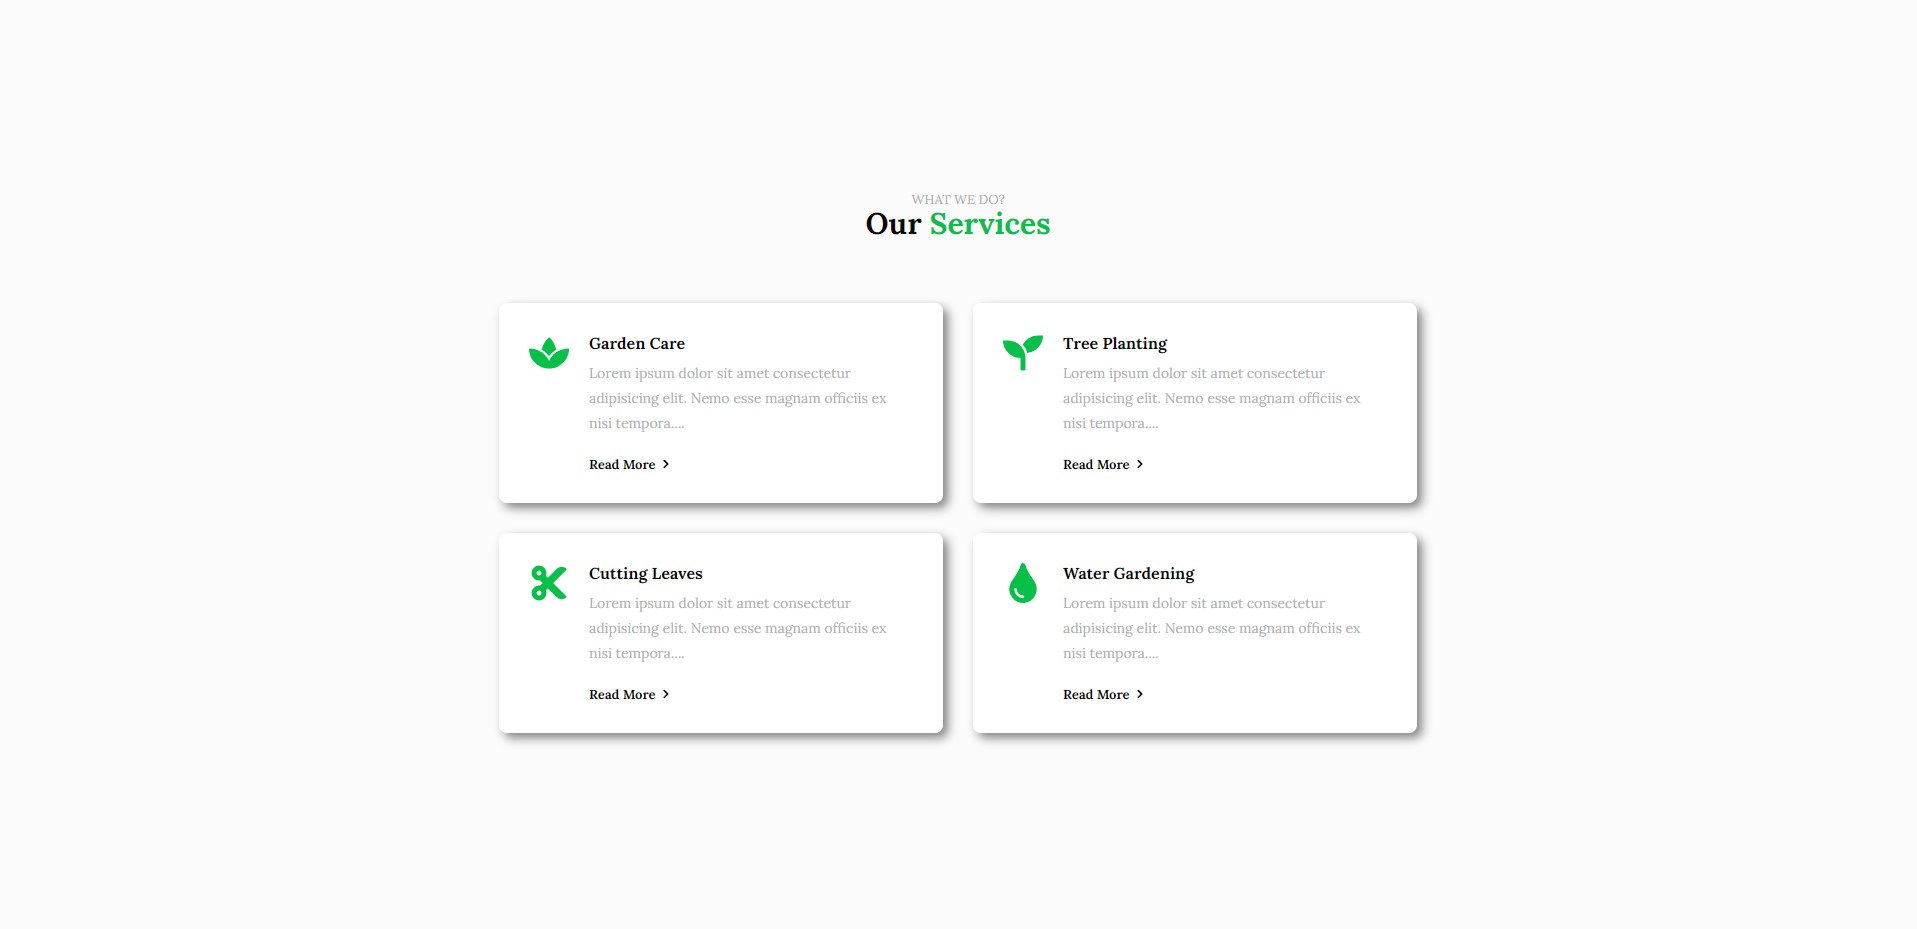 WHAT WE DO?
Our Services
Garden Care
Lorem ipsum dolor sit amet consectetur
adipisicing elit. Nemo esse magnam officiis ex
nisi tempora....
Read More
Tree Planting
Lorem ipsum dolor sit amet consectetur
adipisicing elit. Nemo esse magnam officiis ex
nisi tempora....
Read More
Cutting Leaves
Lorem ipsum dolor sit amet consectetur
adipisicing elit. Nemo esse magnam officiis ex
nisi tempora....
Read More
Water Gardening
Lorem ipsum dolor sit amet consectetur
adipisicing elit. Nemo esse magnam officiis ex
nisi tempora....
Read More